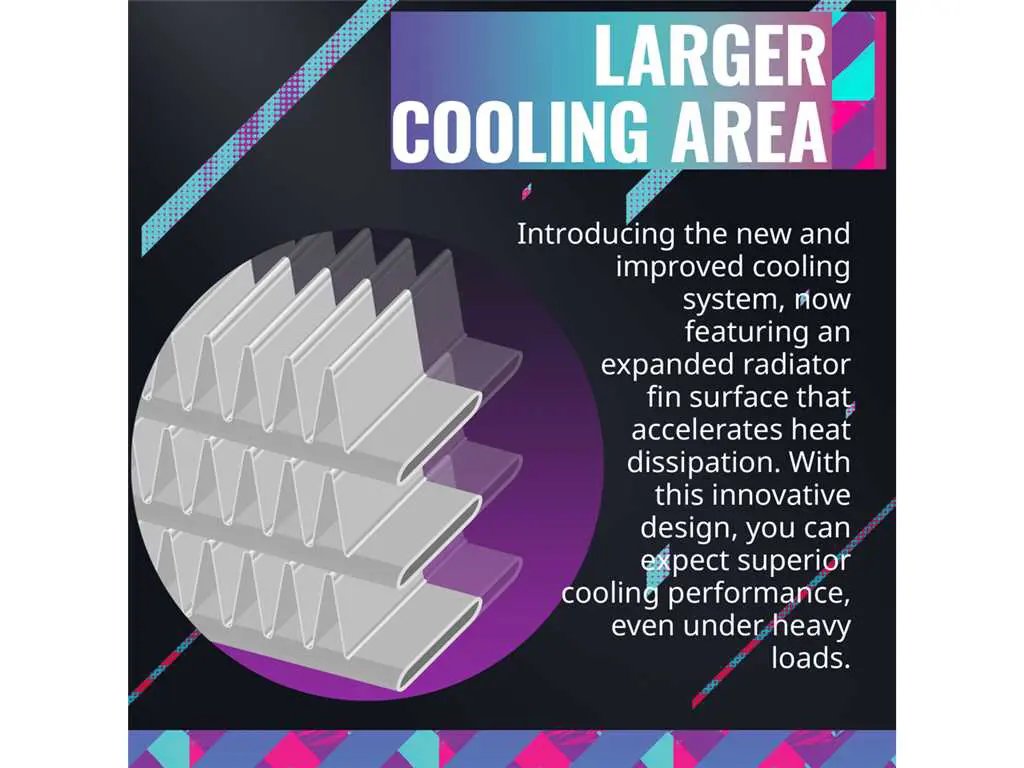 LARGER
COOLING AREA
Introducing the new and
improved cooling
system, now
featuring an
expanded radiator
fin surface that
accelerates heat
dissipation. With
this innovative
design, you can
expect superior
cooling performance,
even under heavy
loads.